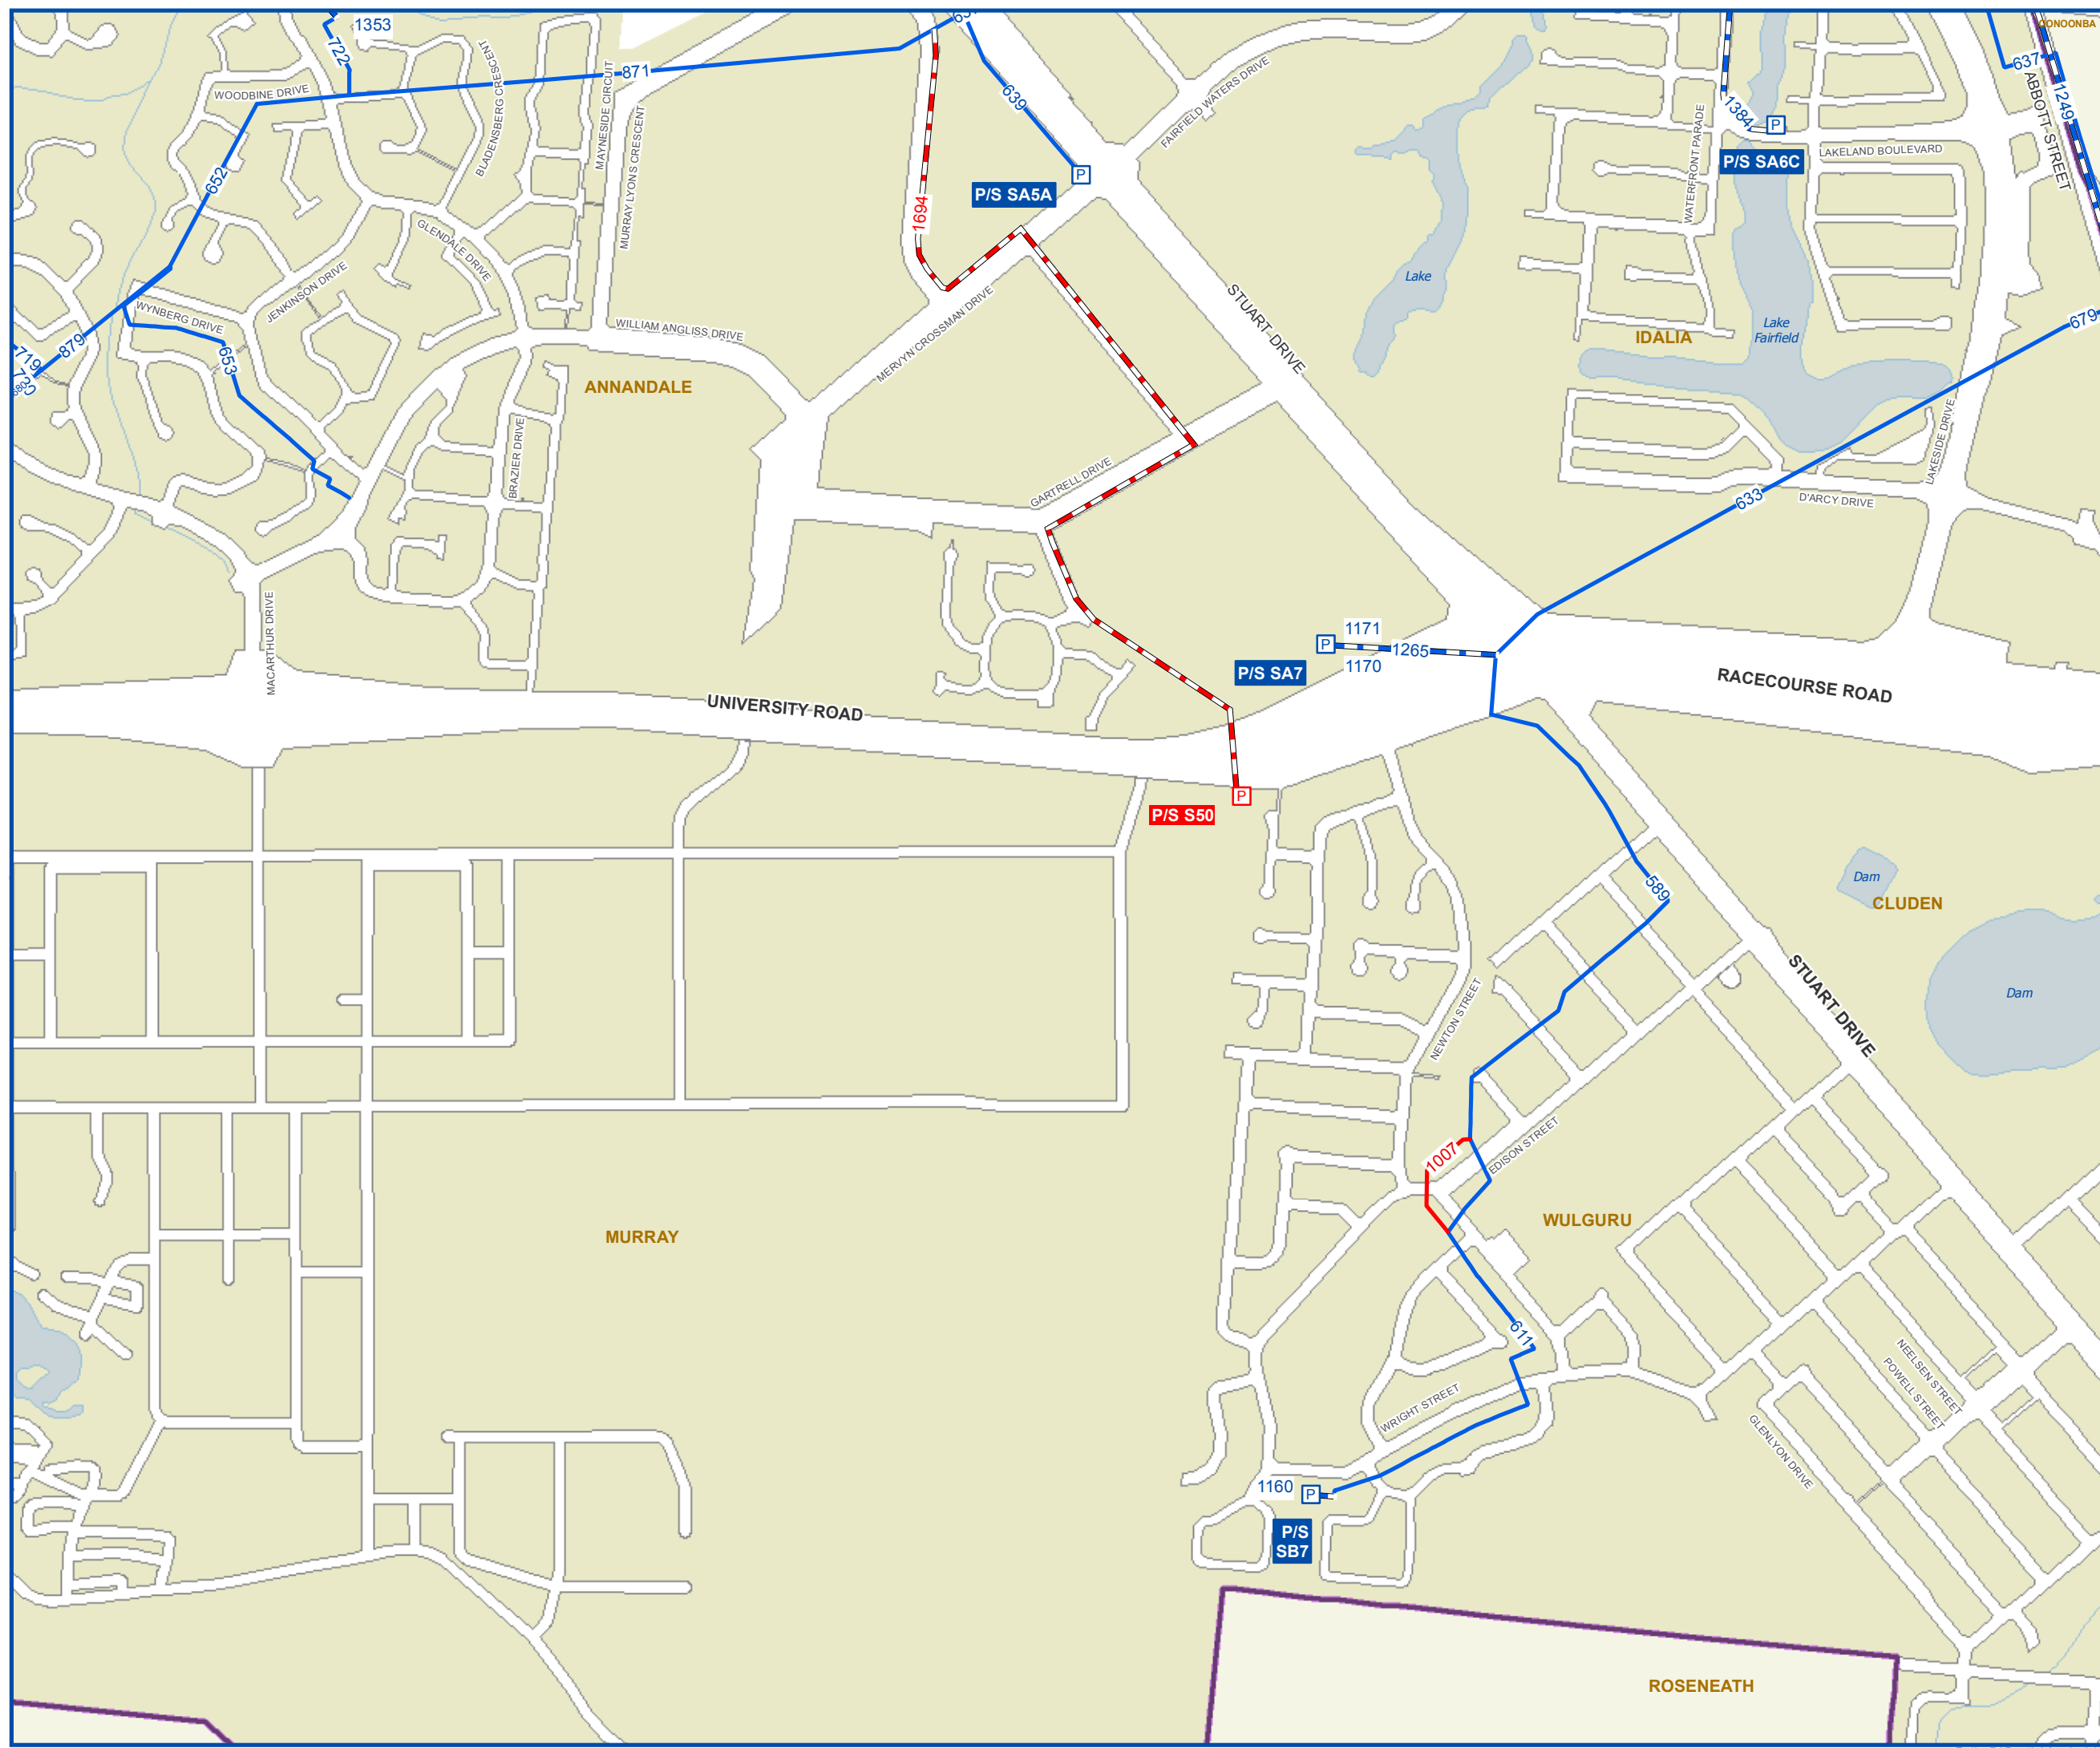 1353
722
WOODBINE DRIVE
BLADENSBERG CRESCENT
MAYNESIDE CIRCUIT
MURRAY LYONS CRESCENT
871
639
FAIRFIELD WATERS DRIVE
OONOONBA
637
ABBOTT STREET
1249
1384
P
P/S SA6C
LAKELAND BOULEVARD
WATERFRONT PARADE
652
P
P/S SA5A
1694
GLENDALE DRIVE
JENKINSON DRIVE
WYNBERG DRIVE
879
719
730
653
WILLIAM ANGLISS DRIVE
MERVYN CROSSMAN DRIVE
STUART DRIVE
Lake
Lake
Fairfield
IDALIA
679
ANNANDALE
BRAZIER DRIVE
GARTRELL DRIVE
LAKESIDE DRIVE
D'ARCY DRIVE
633
MACARTHUR DRIVE
1171
P
1265
1170
P/S SA7
UNIVERSITY ROAD
RACECOURSE ROAD
P
P/S S50
589
Dam
CLUDEN
Dam
STUART DRIVE
NEWTON STREET
1007
EDISON STREET
WULGURU
MURRAY
611
WRIGHT STREET
NEELSEN STREET
POWELL STREET
GLENLYON DRIVE
1160
P
P/S
SB7
ROSENEATH